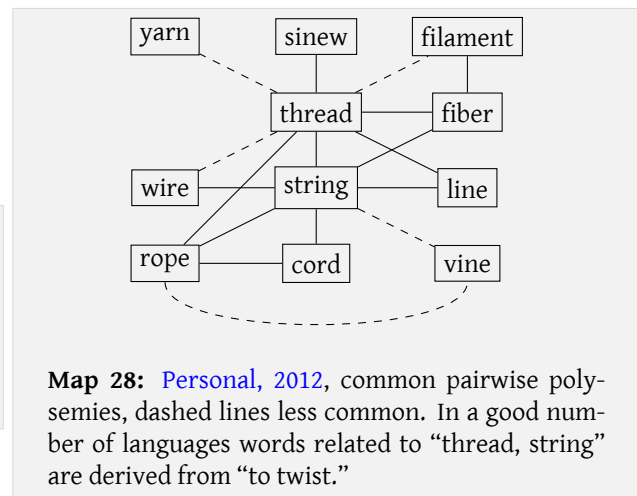 yarn sinew filament
thread fiber
wire string line
rope cord vine
Map 28: Personal, 2012, common pairwise poly-
semies, dashed lines less common. In a good num-
ber of languages words related to “thread, string”
are derived from “to twist.”